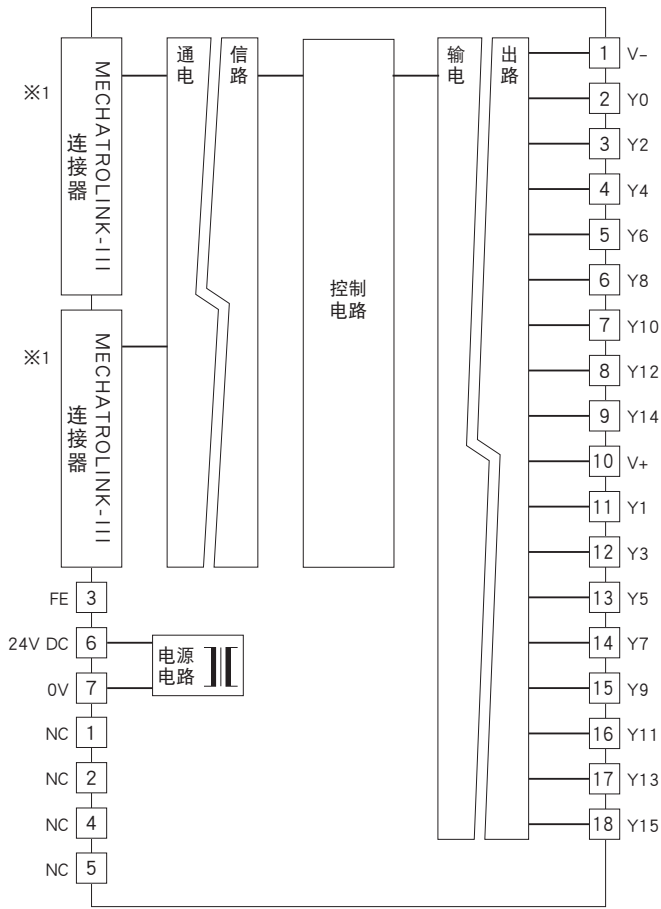 ※1
MECHATROLINK-III
连接器
※1
MECHATROLINK-III
连接器
FE 3
24V DC 6
0V 7
NC 1
NC 2
NC 4
NC 5
通信
电路
控制
电路
输出
电路
电源
电路
1 V-
2 Y0
3 Y2
4 Y4
5 Y6
6 Y8
7 Y10
8 Y12
9 Y14
10 V+
11 Y1
12 Y3
13 Y5
14 Y7
15 Y9
16 Y11
17 Y13
18 Y15